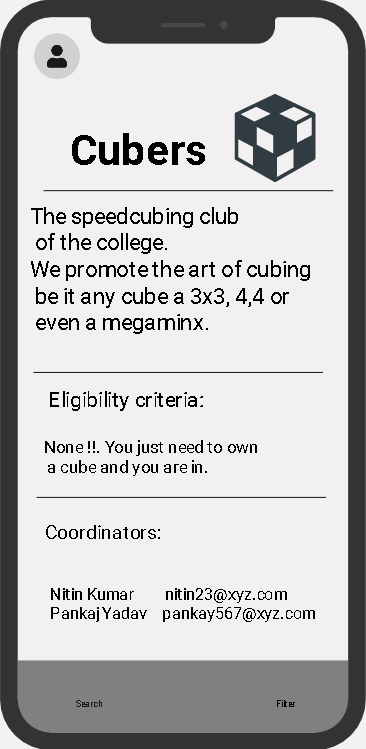 Cubers
The speedcubing club
of the college.
We promote the art of cubing
be it any cube a 3x3, 4,4 or
even a megaminx.
Eligibility criteria:
None !!. You just need to own
a cube and you are in.
Coordinators:
Nitin Kumar nitin23@xyz.com
Pankaj Yadav pankay567@xyz.com
Search Filter